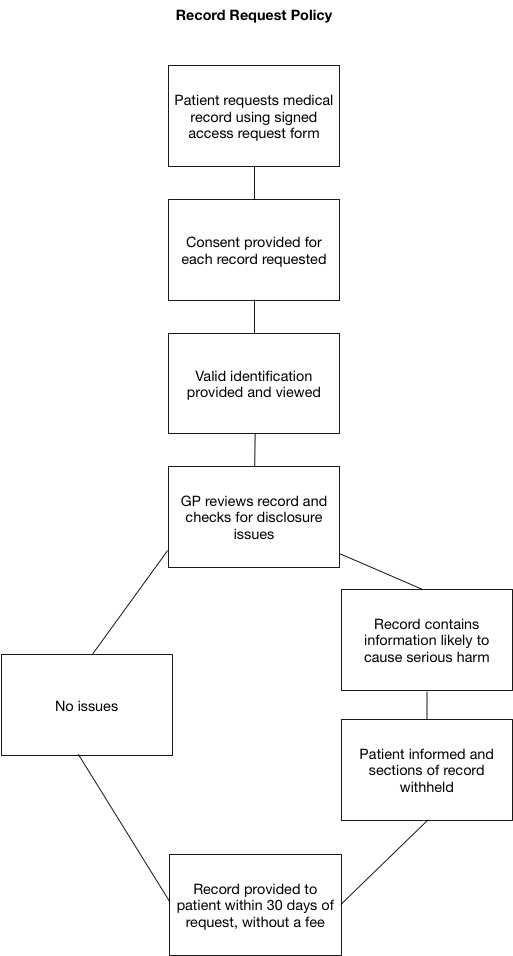 Record Request Policy
Patient requests medical
record using signed
access request form
Consent provided for
each record requested
Valid identification
provided and viewed
GP reviews record and
checks for disclosure
issues
Record contains
information likely to
cause serious harm
No issues
Patient informed and
sections of record
withheld
Record provided to
patient within 30 days of
request, without a fee